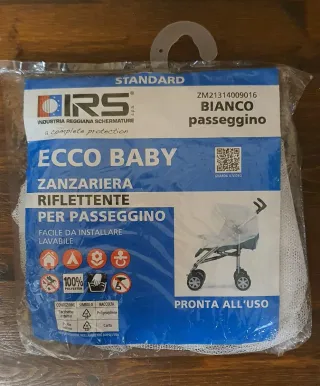 STANDARD
IRS
INDUSTRIA REGGIANA SCHERMATURE
a complete protection
ZM21314009016
BIANCO
passeggino
ECCO BABY
ZANZARIERA
RIFLETTENTE
PER PASSEGGINO
FACILE DA INSTALLARE
LAVABILE
100%
PRONTA ALL'USO